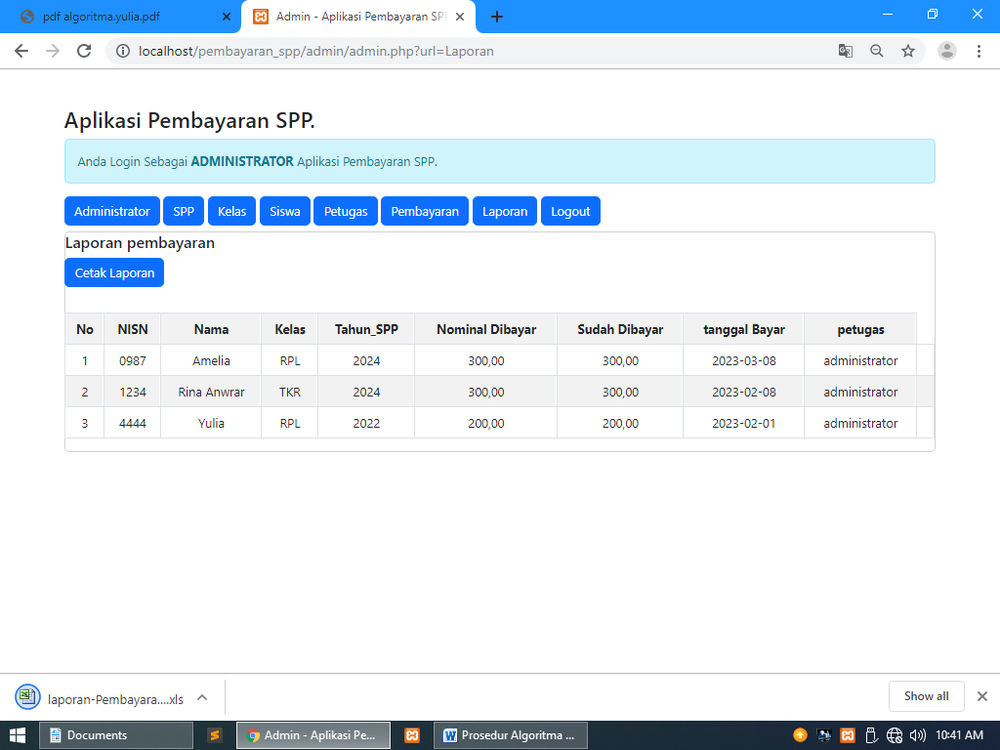 pdf algoritma.yulia.pdf
Admin - Aplikasi Pembayaran SP
localhost/pembayaran_spp/admin/admin.php?url=Laporan
Aplikasi Pembayaran SPP.
Anda Login Sebagai ADMINISTRATOR Aplikasi Pembayaran SPP.
Administrator SPP Kelas Siswa Petugas Pembayaran Laporan Logout
Laporan pembayaran
Cetak Laporan
No NISN Nama Kelas Tahun_SPP Nominal Dibayar Sudah Dibayar tanggal Bayar petugas
1 0987 Amelia RPL 2024 300,00 300,00 2023-03-08 administrator
2 1234 Rina Anwrar TKR 2024 300,00 300,00 2023-02-08 administrator
3 4444 Yulia RPL 2022 200,00 200,00 2023-02-01 administrator
laporan-Pembayara....xls
Show all
Documents
Admin - Aplikasi Pe...
Prosedur Algoritma ...
10:41 AM